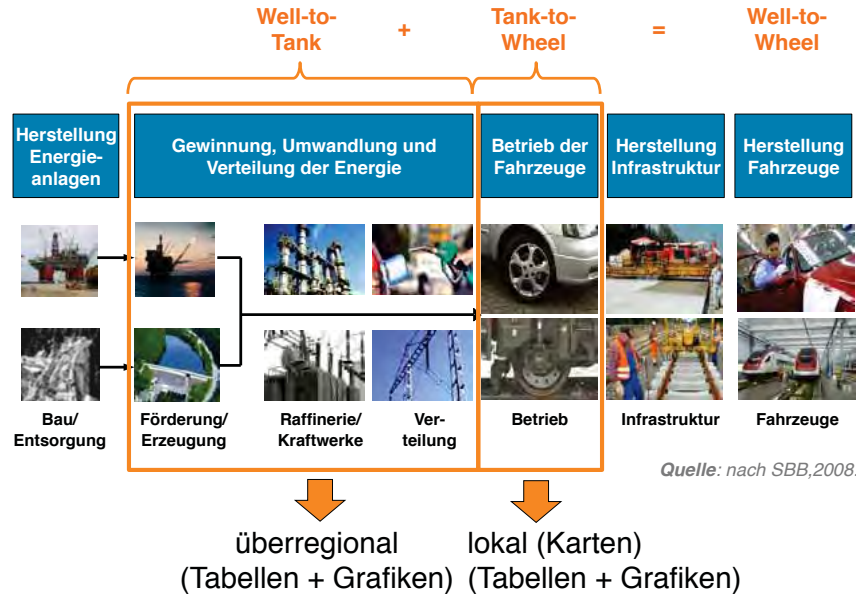 Well-to-
Tank
+
Tank-to-
Wheel
=
Well-to-
Wheel
Herstellung
Energie-
anlagen
Gewinnung, Umwandlung und
Verteilung der Energie
Betrieb der
Fahrzeuge
Herstellung
Infrastruktur
Herstellung
Fahrzeuge
Bau/
Entsorgung
Förderung/
Erzeugung
Raffinerie/
Kraftwerke
Ver-
teilung
Betrieb
Infrastruktur
Fahrzeuge
Quelle: nach SBB,2008.
überregional
(Tabellen + Grafiken)
lokal (Karten)
(Tabellen + Grafiken)